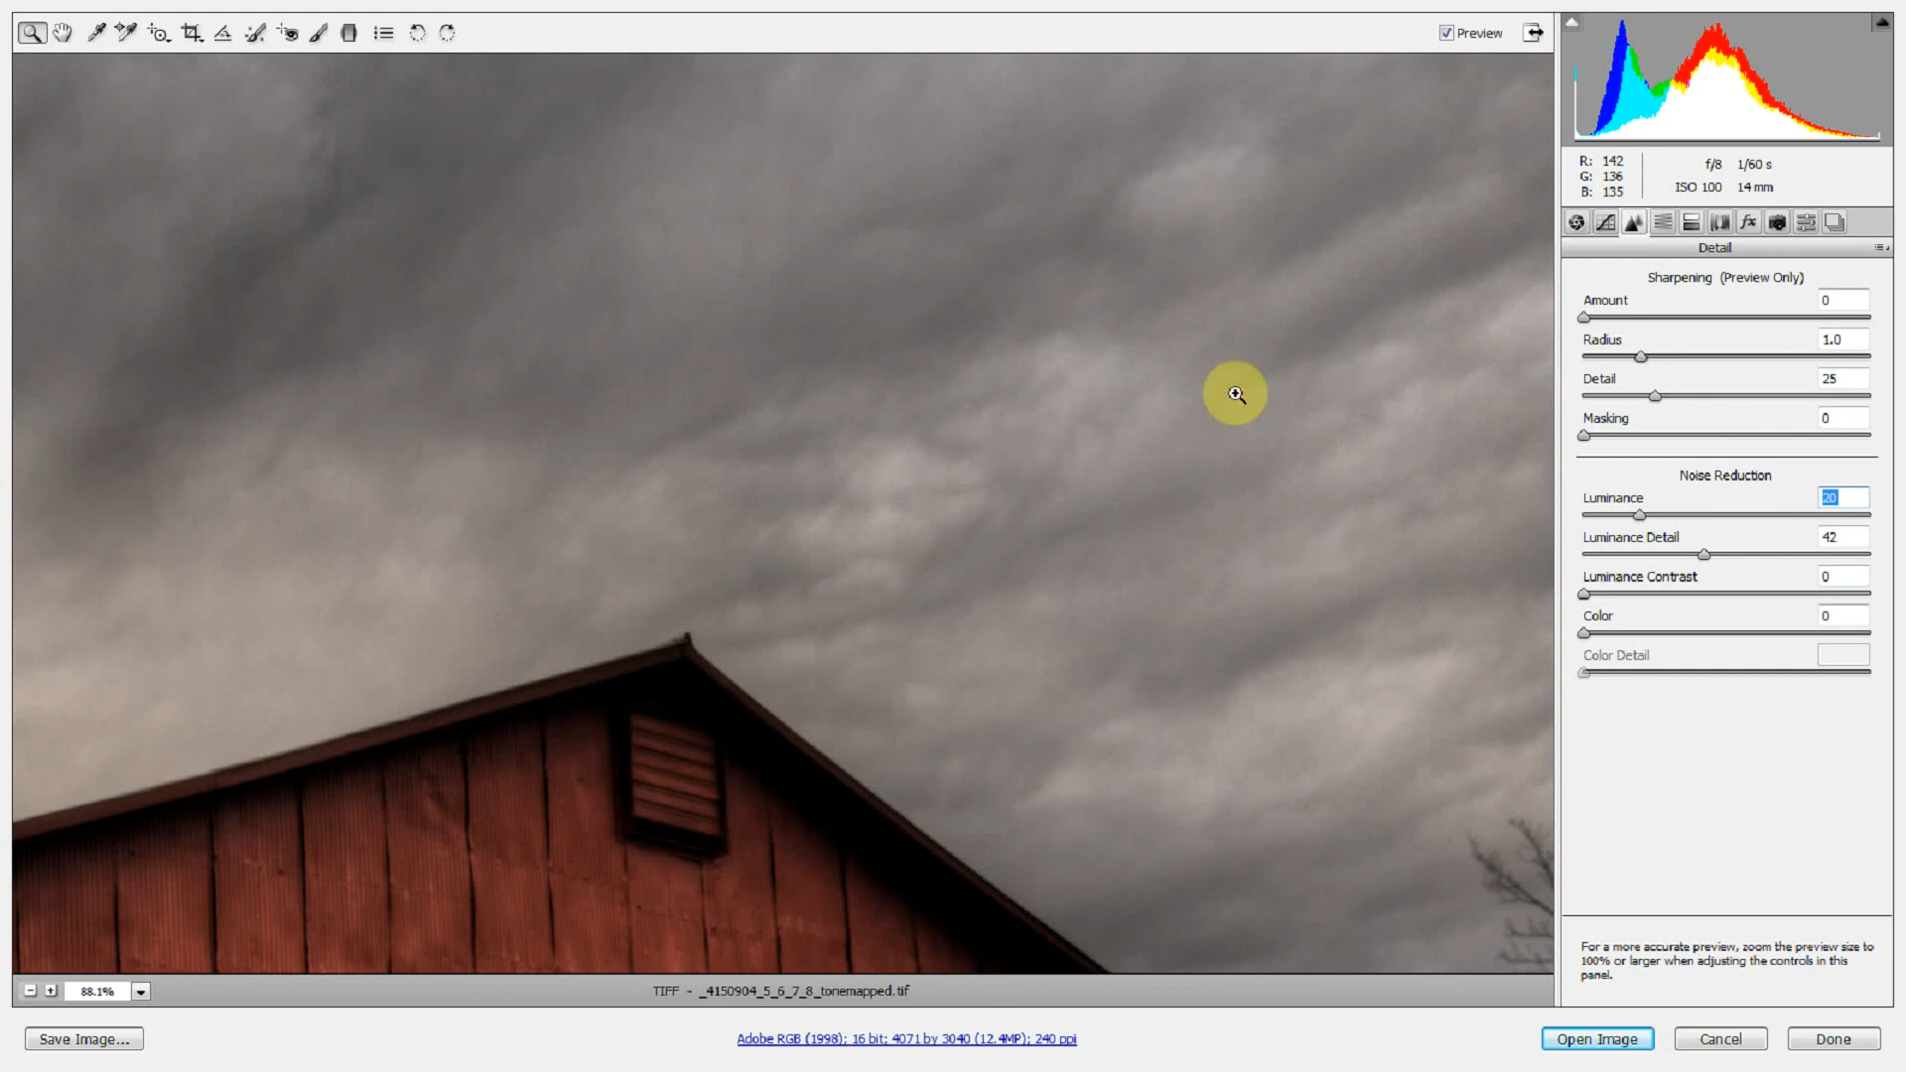 Preview
R: 142
G: 136
B: 135
f/8 1/60 s
ISO 100 14 mm
fx
Detail
Sharpening (Preview Only)
Amount 0
Radius 1.0
Detail 25
Masking 0
Noise Reduction
Luminance 20
Luminance Detail 42
Luminance Contrast 0
Color 0
Color Detail
For a more accurate preview, zoom the preview size to
100% or larger when adjusting the controls in this
panel.
88.1%
TIFF - _4150904_5_6_7_8_tonemapped.tif
Save Image...
Adobe RGB (1998); 16 bit; 4071 by 3040 (12.4MP); 240 ppi
Open Image
Cancel
Done